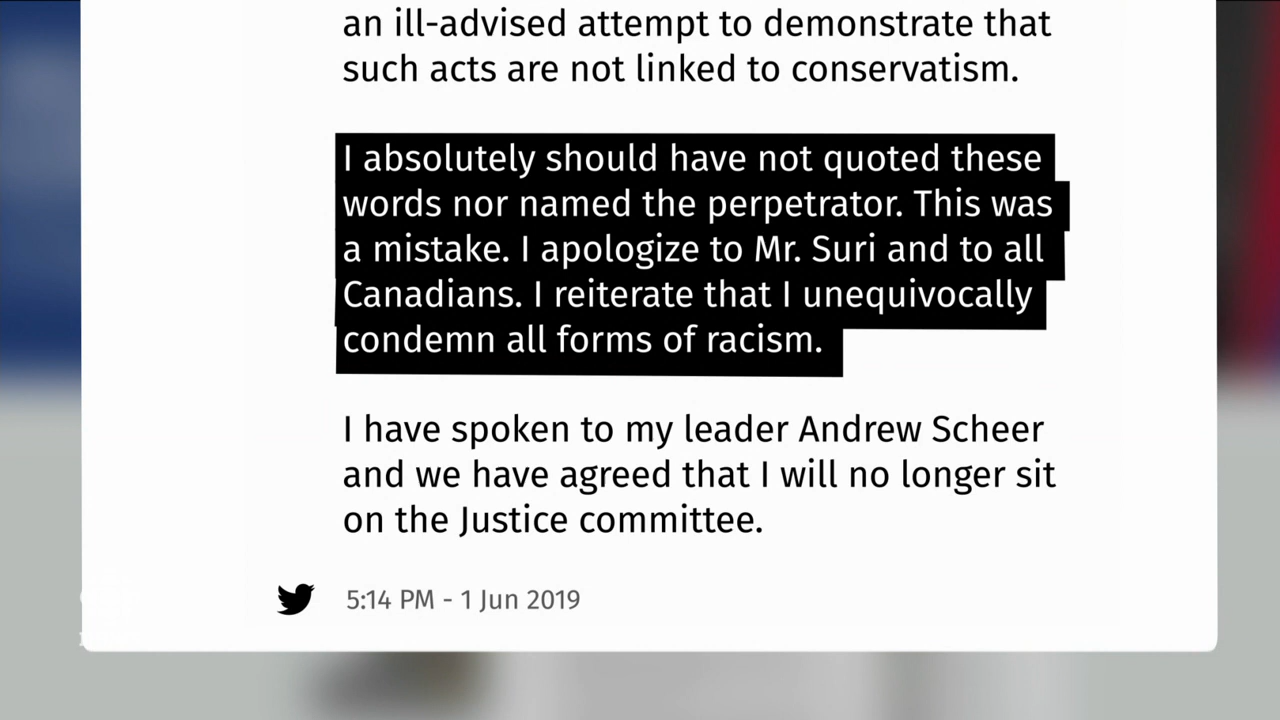 an ill-advised attempt to demonstrate that
such acts are not linked to conservatism.
I absolutely should have not quoted these
words nor named the perpetrator. This was
a mistake. I apologize to Mr. Suri and to all
Canadians. I reiterate that I unequivocally
condemn all forms of racism.
I have spoken to my leader Andrew Scheer
and we have agreed that I will no longer sit
on the Justice committee.
5:14 PM - 1 Jun 2019